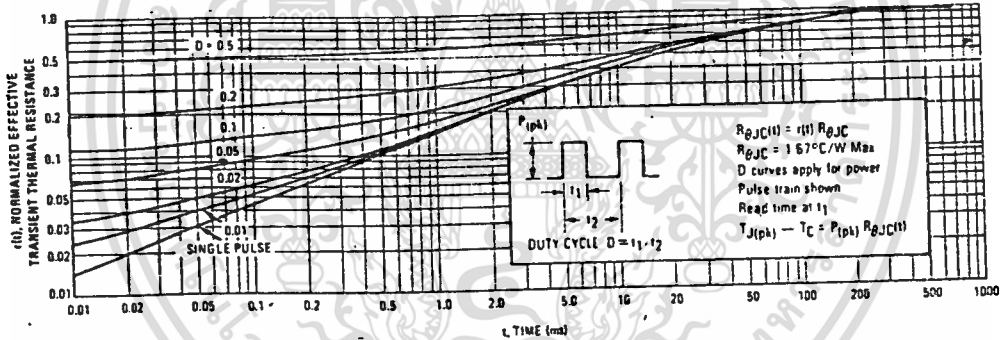 r(t), NORMALIZED EFFECTIVE
TRANSIENT THERMAL RESISTANCE
1.0
0.5
0.3
0.2
0.1
0.05
0.03
0.02
0.01
D = 0.5
0.2
0.1
0.05
0.02
0.01
SINGLE PULSE
P(pk)
t1
t2
DUTY CYCLE D = t1, t2
RθJC(t) = r(t) RθJC
RθJC = 1.67°C/W Max
D curves apply for power
Pulse train shown
Read time at t1
TJ(pk) — TC = P(pk) RθJC(t)
0.01 0.02 0.05 0.1 0.2 0.5 1.0 2.0 5.0 10 20 50 100 200 500 1000
t, TIME (ms)